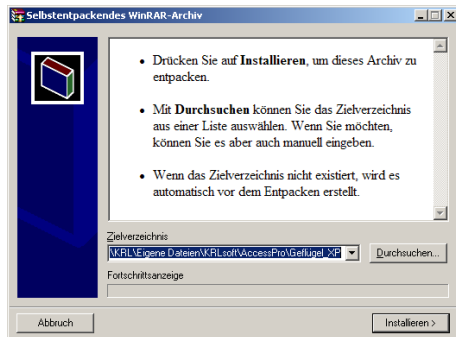 Selbstentpackendes WinRAR-Archiv
• Drücken Sie auf Installieren, um dieses Archiv zu
entpacken.
• Mit Durchsuchen können Sie das Zielverzeichnis
aus einer Liste auswählen. Wenn Sie möchten,
können Sie es aber auch manuell eingeben.
• Wenn das Zielverzeichnis nicht existiert, wird es
automatisch vor dem Entpacken erstellt.
Zielverzeichnis
\KRL\Eigene Dateien\KRLsoft\AccessPro\Geflügel_XP
Durchsuchen...
Fortschrittsanzeige
Abbruch
Installieren >